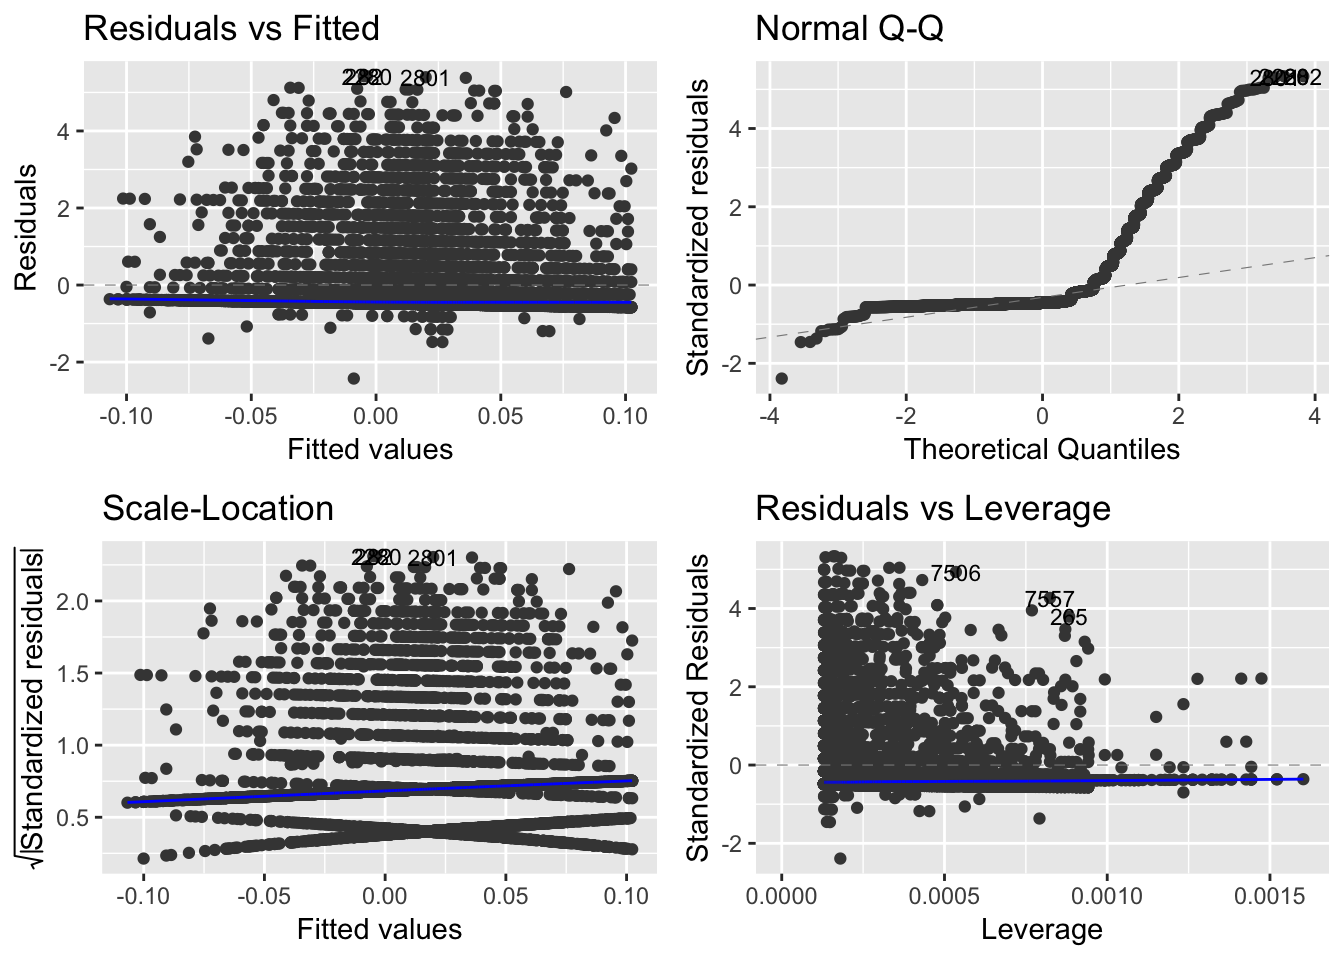 Residuals vs Fitted
2801
4
2
0
-2
-0.10 -0.05 0.00 0.05 0.10
Fitted values
Residuals
Normal Q-Q
4
2
0
-2
-4 -2 0 2 4
Theoretical Quantiles
Standardized residuals
Scale-Location
2801
2.0
1.5
1.0
0.5
-0.10 -0.05 0.00 0.05 0.10
Fitted values
√|Standardized residuals|
Residuals vs Leverage
7506
7557
265
4
2
0
-2
0.0000 0.0005 0.0010 0.0015
Leverage
Standardized Residuals